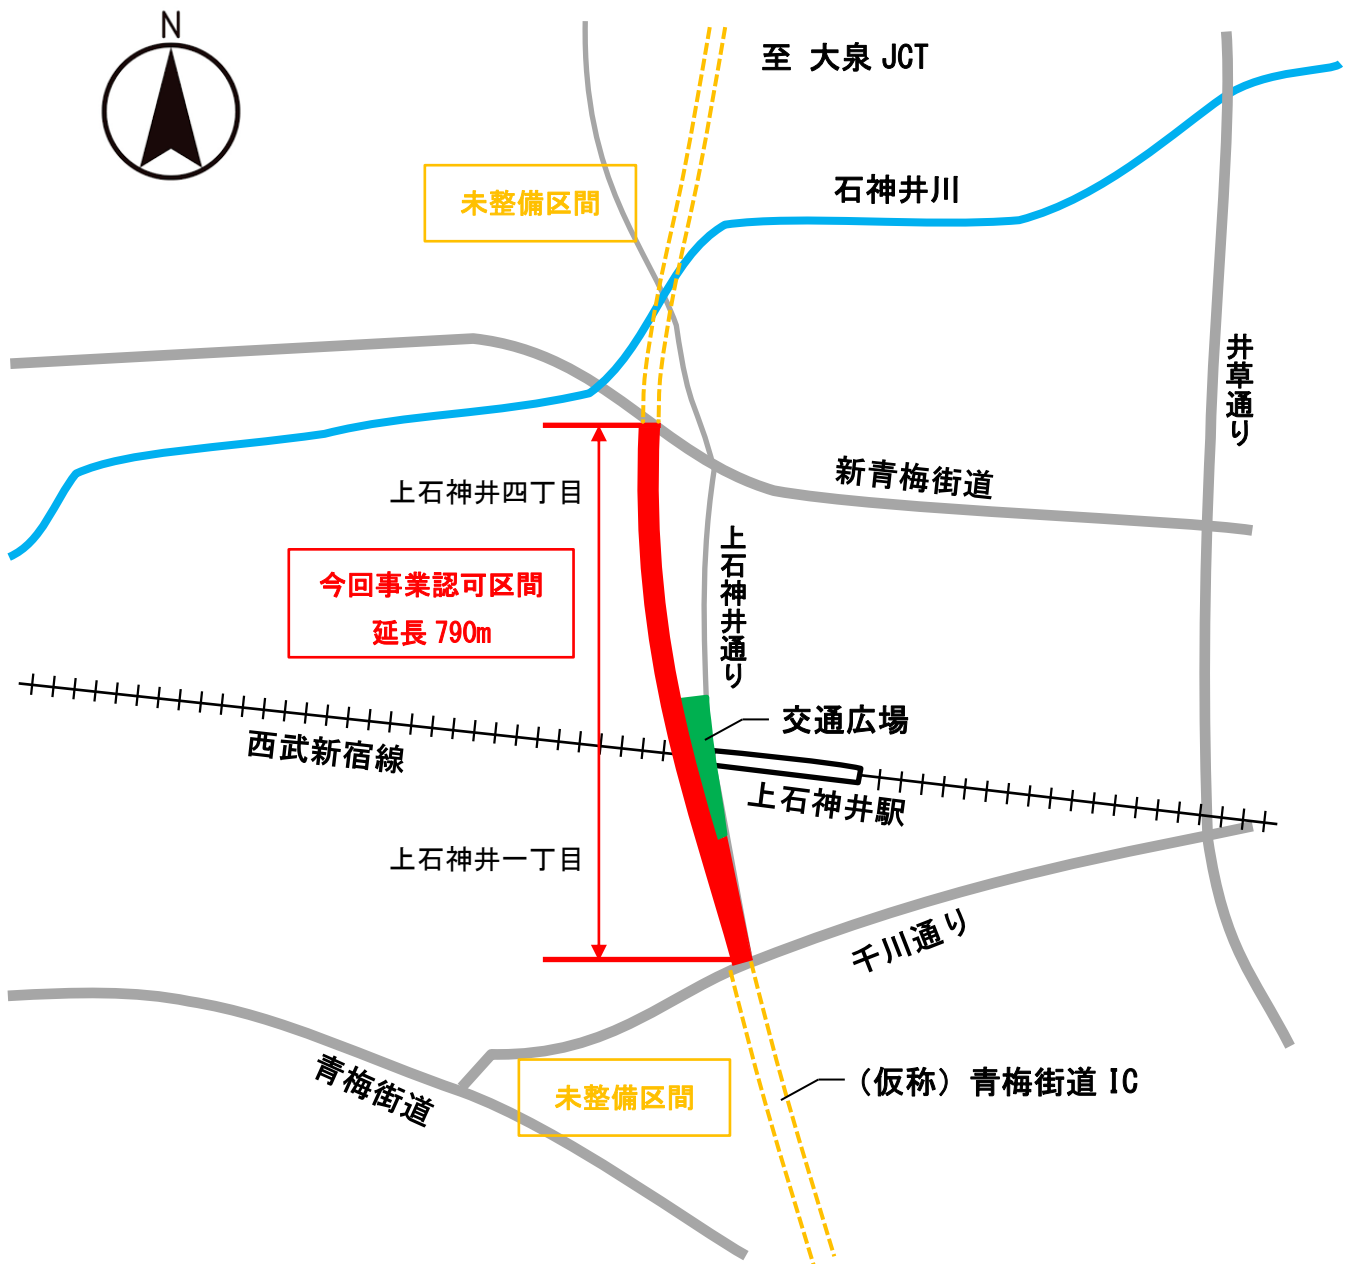 N
至 大泉 JCT
未整備区間
石神井川
井草通り
新青梅街道
上石神井四丁目
上石神井通り
今回事業認可区間
延長 790m
交通広場
西武新宿線
上石神井駅
上石神井一丁目
千川通り
青梅街道
未整備区間
（仮称）青梅街道 IC